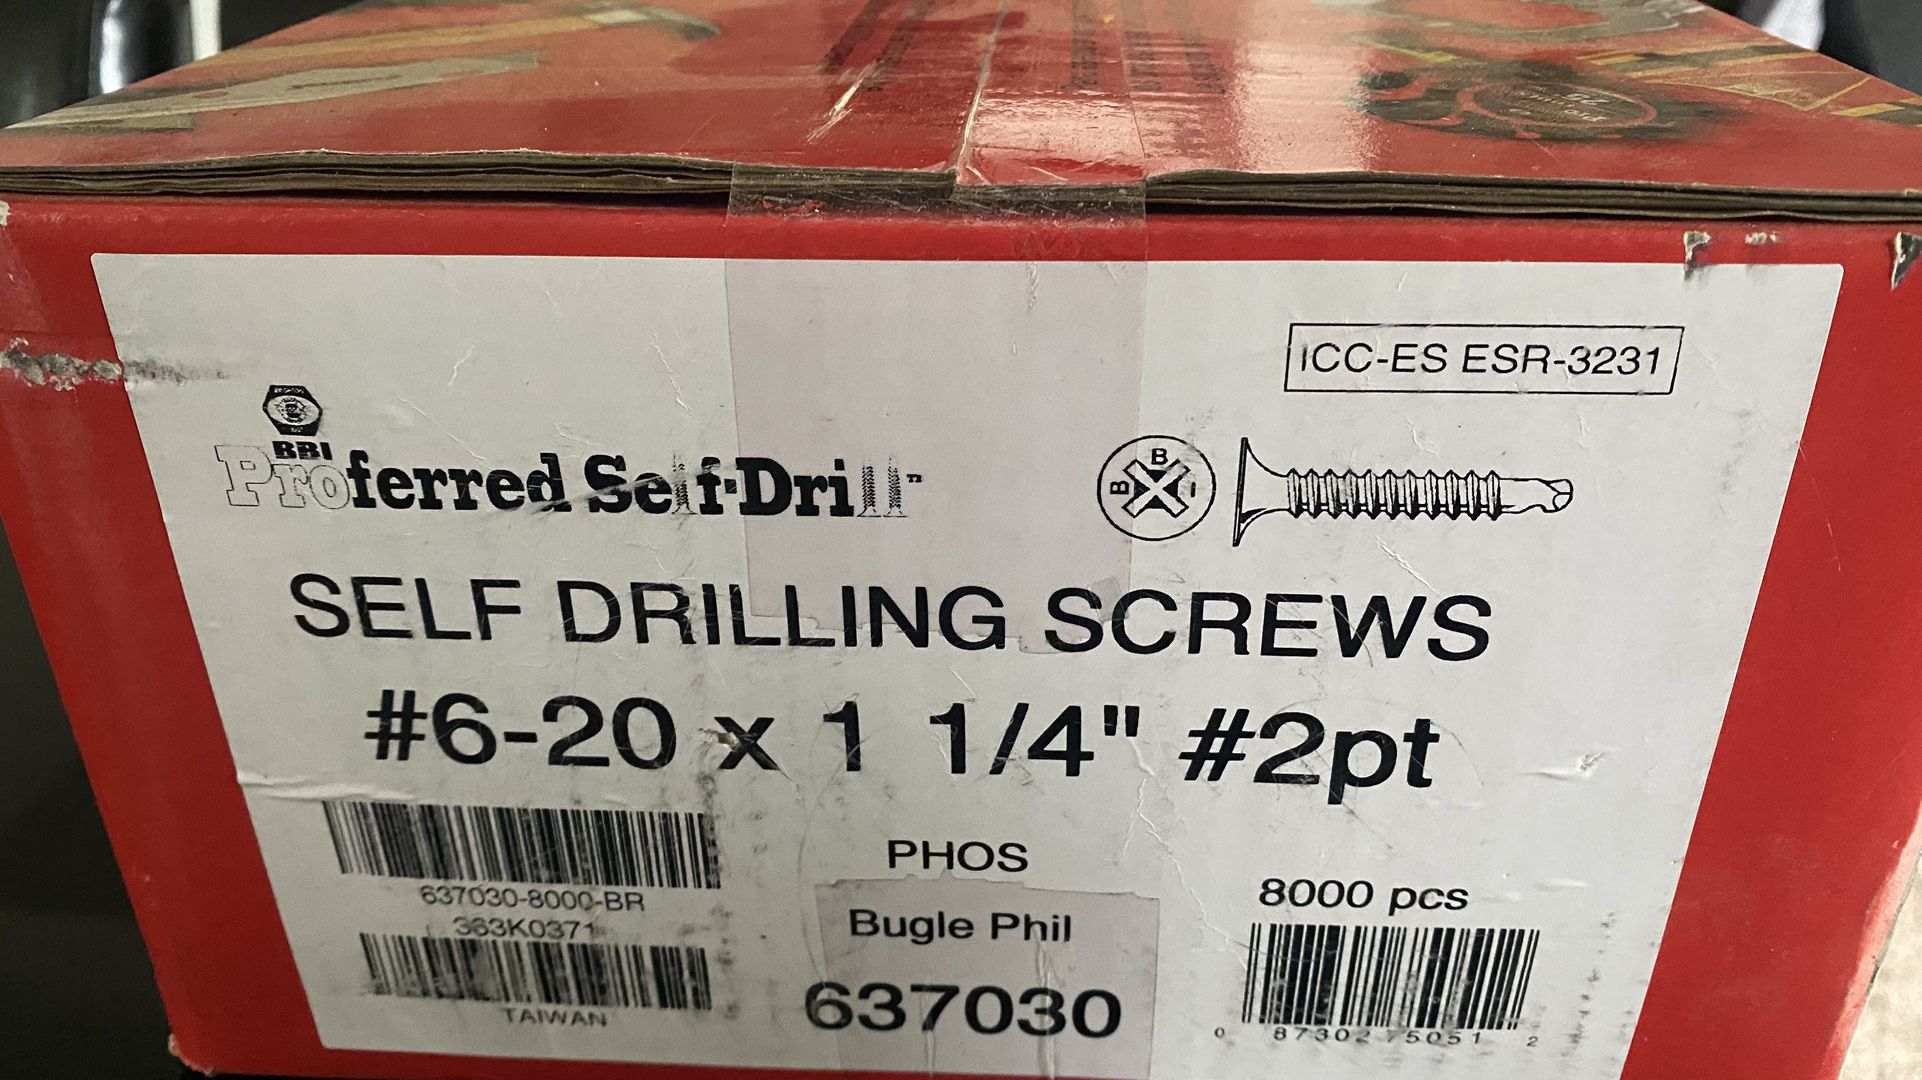 ICC-ES ESR-3231
BBI
Proferred Self-Drill™
B B I
SELF DRILLING SCREWS
#6-20 x 1 1/4" #2pt
PHOS
637030-8000-BR
8000 pcs
363K0371
Bugle Phil
TAIWAN
637030
0 87302 75051 2